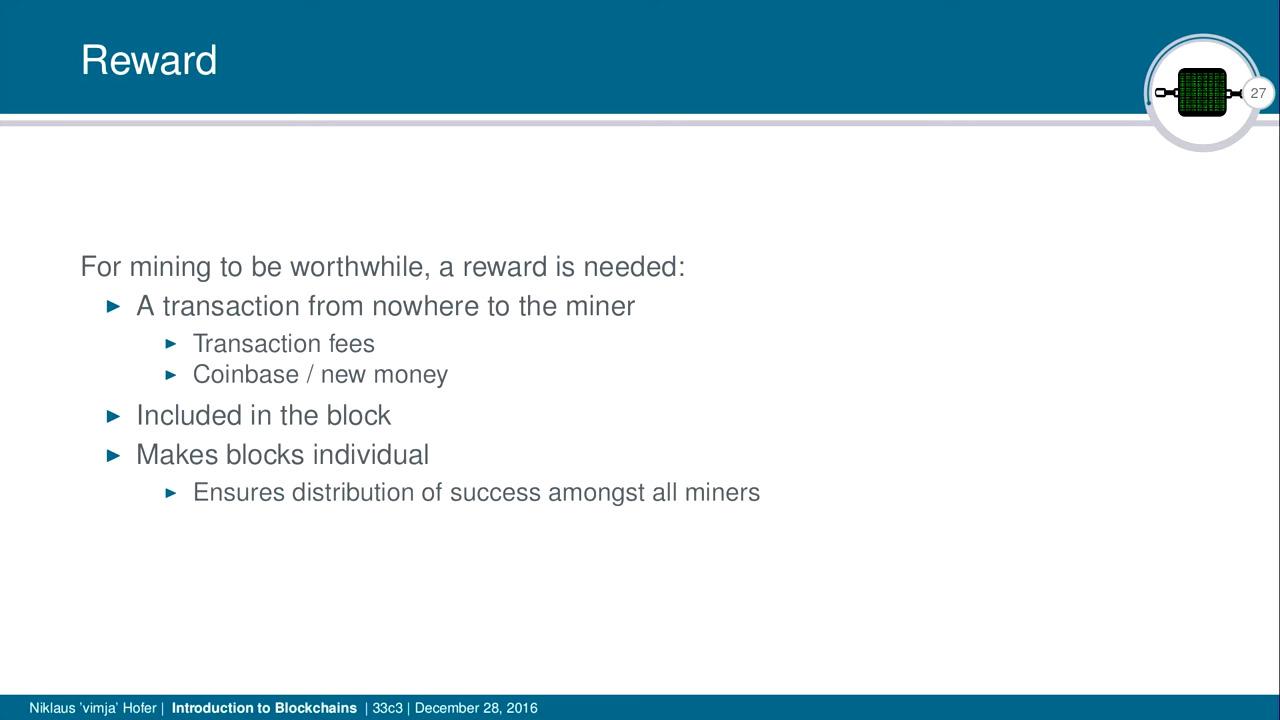 Reward
27
For mining to be worthwhile, a reward is needed:
A transaction from nowhere to the miner
Transaction fees
Coinbase / new money
Included in the block
Makes blocks individual
Ensures distribution of success amongst all miners
Niklaus 'vimja' Hofer | Introduction to Blockchains | 33c3 | December 28, 2016